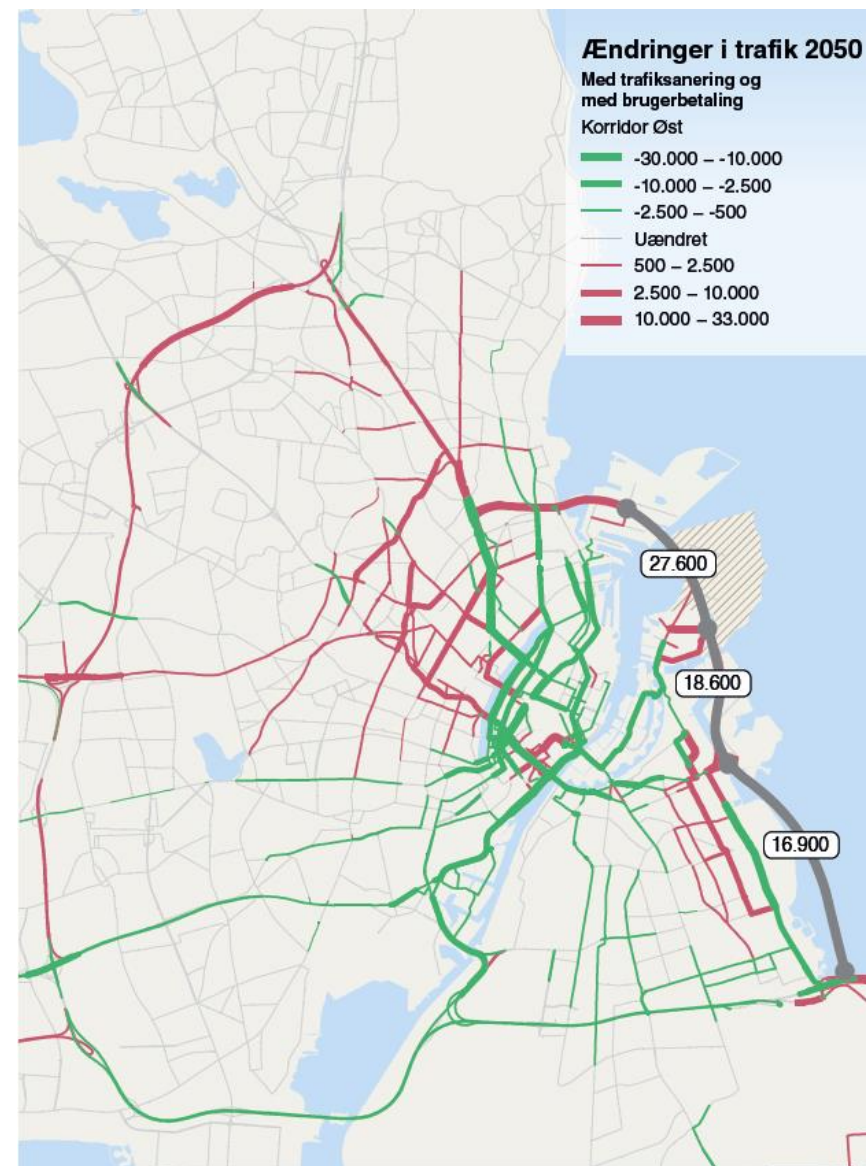 Ændringer i trafik 2050
Med trafiksanering og
med brugerbetaling
Korridor Øst
-30.000 – -10.000
-10.000 – -2.500
-2.500 – -500
Uændret
500 – 2.500
2.500 – 10.000
10.000 – 33.000
27.600
18.600
16.900